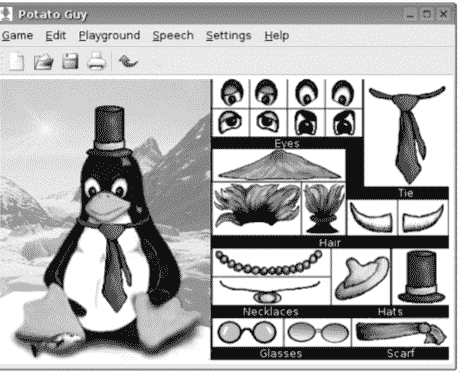 Potato Guy
Game Edit Playground Speech Settings Help
Eyes
Tie
Hair
Necklaces Hats
Glasses Scarf